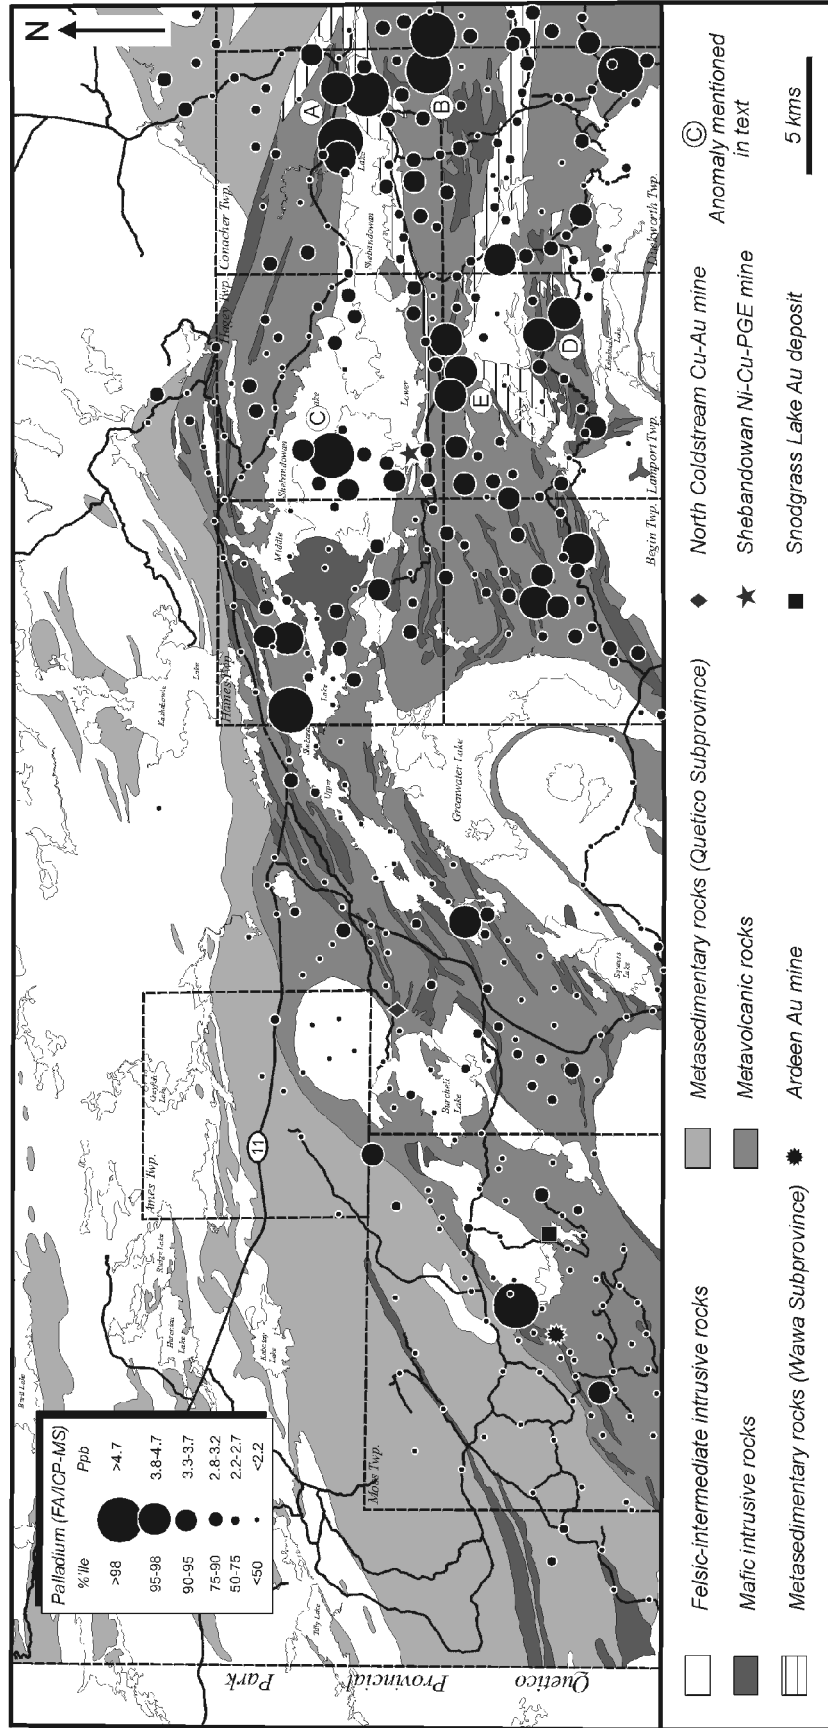 N
Palladium (FA/ICP-MS)
%'ile Ppb
>98 >4.7
95-98 3.8-4.7
90-95 3.3-3.7
75-90 2.8-3.2
50-75 2.2-2.7
<50 <2.2
Quetico
Provincial
Park
11
Ames Twp.
Moss Twp.
Hames Twp.
Conacher Twp.
Begin Twp.
Lamport Twp.
Duckworth Twp.
Greenwater Lake
Burchell
Lake
Squeers
Lake
Upper
Lake
Middle
Shebandowan
Lake
Lower
Shebandowan
Lake
A
B
C
D
E
Felsic-intermediate intrusive rocks
Mafic intrusive rocks
Metasedimentary rocks (Wawa Subprovince)
Metasedimentary rocks (Quetico Subprovince)
Metavolcanic rocks
Ardeen Au mine
North Coldstream Cu-Au mine
Shebandowan Ni-Cu-PGE mine
Snodgrass Lake Au deposit
C
Anomaly mentioned
in text
5 kms